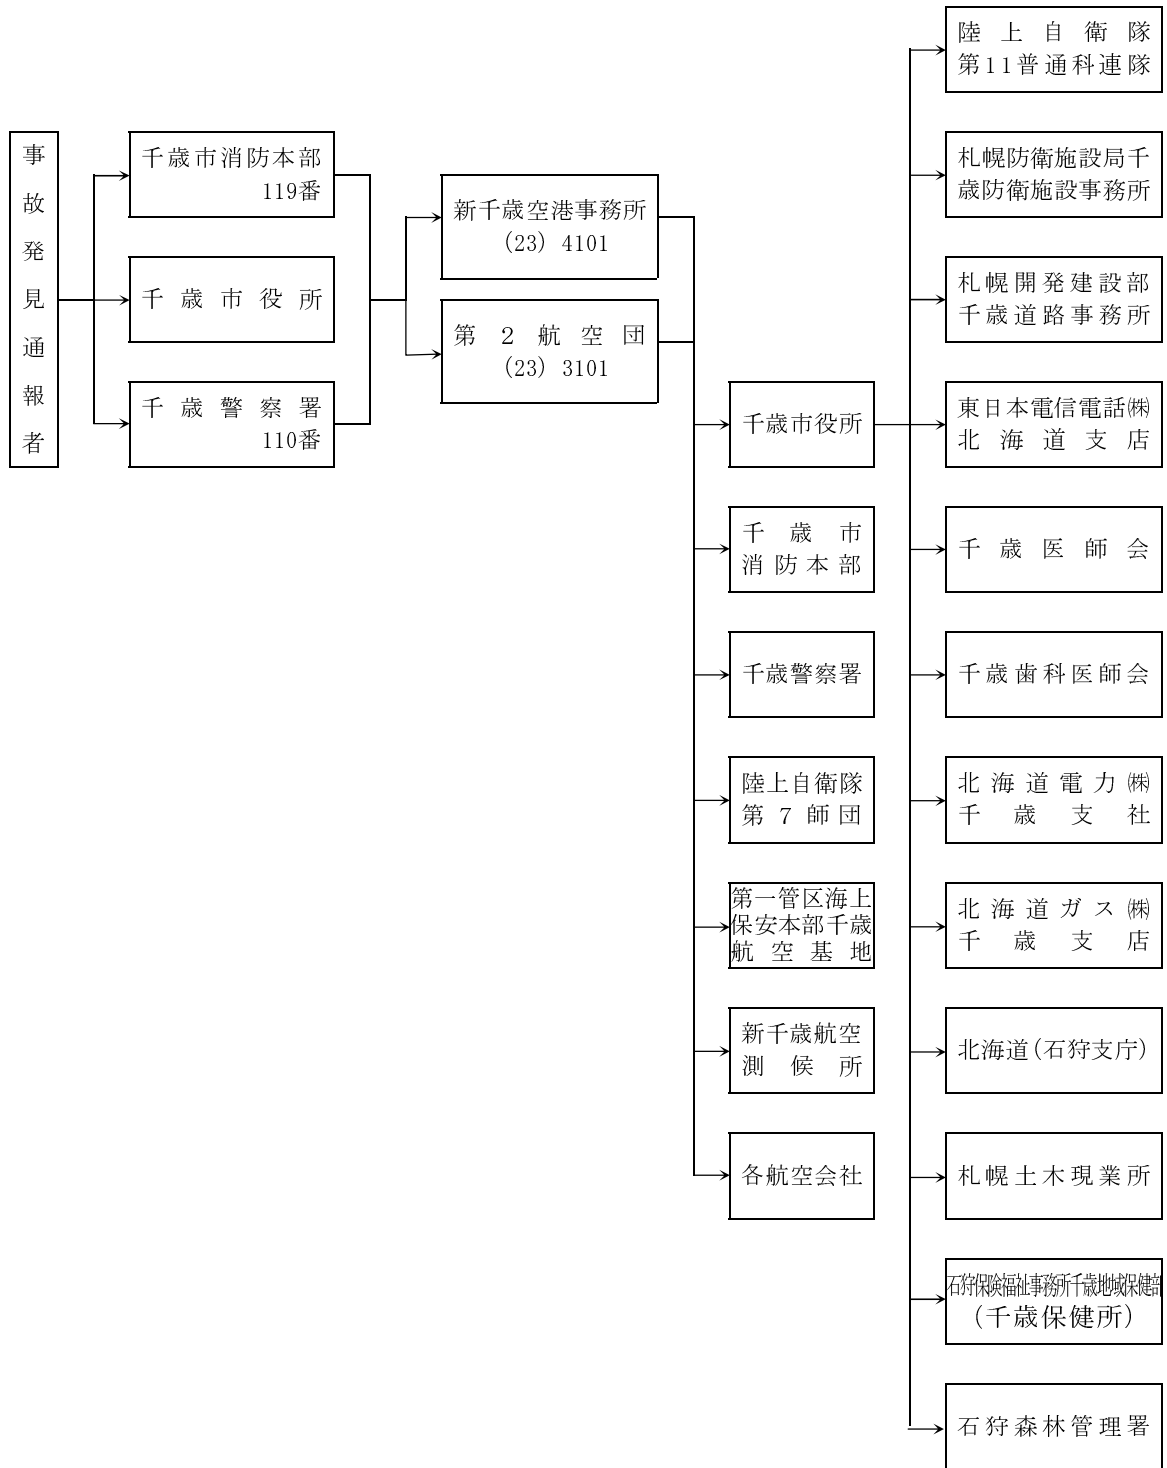 事故発見通報者
千歳市消防本部
119番
千歳市役所
千歳警察署
110番
新千歳空港事務所
(23) 4101
第2航空団
(23) 3101
千歳市役所
千歳市
消防本部
千歳警察署
陸上自衛隊
第7師団
第一管区海上
保安本部千歳
航空基地
新千歳航空
測候所
各航空会社
陸上自衛隊
第11普通科連隊
札幌防衛施設局千
歳防衛施設事務所
札幌開発建設部
千歳道路事務所
東日本電信電話㈱
北海道支店
千歳医師会
千歳歯科医師会
北海道電力㈱
千歳支社
北海道ガス㈱
千歳支店
北海道(石狩支庁)
札幌土木現業所
石狩保険福祉事務所千歳地域保健部
(千歳保健所)
石狩森林管理署